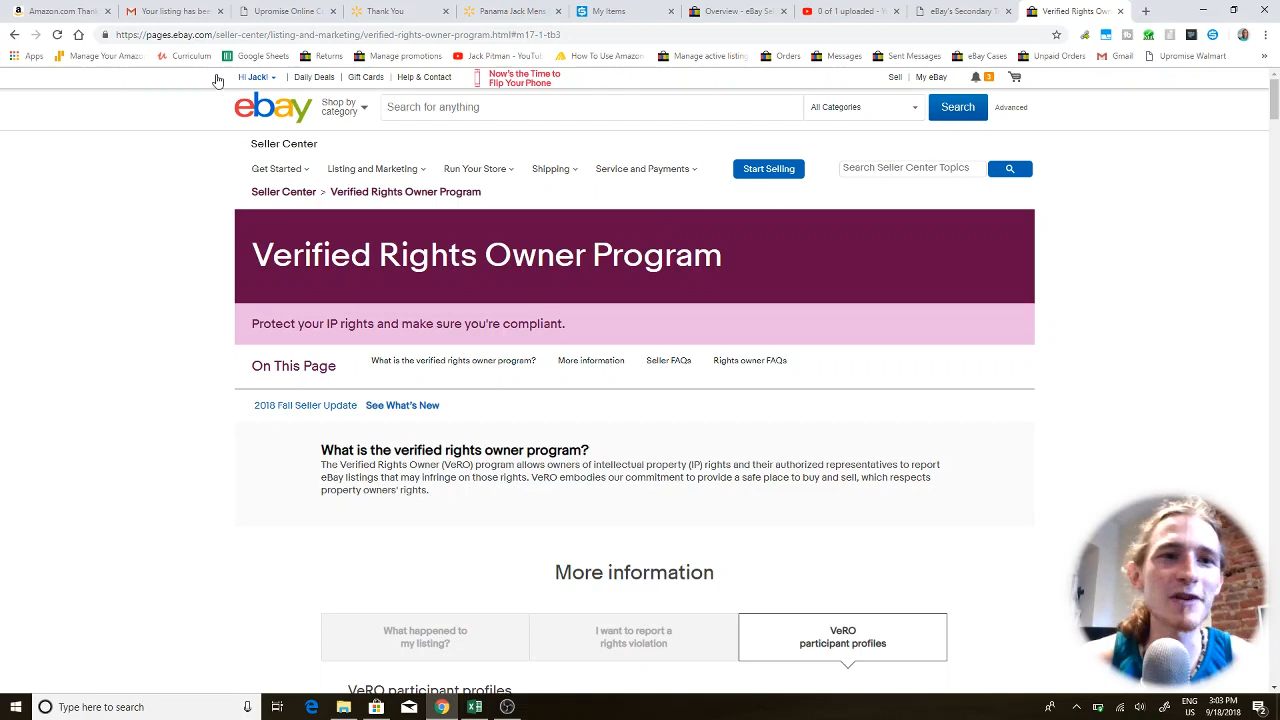 Amazon.com Thank
Your listing has bee
Upromise Online C
Thank You
Panama Jack Mens
My Items
Overview - eBay Sel
0 of 1 uploaded - Y
eBay's Secondary To
Verified Rights Own
https://pages.ebay.com/seller-center/listing-and-marketing/verified-rights-owner-program.html#m17-1-tb3
Apps
Manage Your Amazon
Curriculum
Google Sheets
Returns
Manage Promotions
Jack Pitman - YouTu
How To Use Amazon
Manage active listing
Orders
Messages
Sent Messages
eBay Cases
Unpaid Orders
Gmail
Upromise Walmart
Hi Jack!
Daily Deals
Gift Cards
Help & Contact
Now's the Time to
Flip Your Phone
Sell
My eBay
3
ebay
Shop by
category
Search for anything
All Categories
Search
Advanced
Seller Center
Get Started
Listing and Marketing
Run Your Store
Shipping
Service and Payments
Start Selling
Search Seller Center Topics
Seller Center > Verified Rights Owner Program
Verified Rights Owner Program
Protect your IP rights and make sure you're compliant.
On This Page
What is the verified rights owner program?
More information
Seller FAQs
Rights owner FAQs
2018 Fall Seller Update See What's New
What is the verified rights owner program?
The Verified Rights Owner (VeRO) program allows owners of intellectual property (IP) rights and their authorized representatives to report
eBay listings that may infringe on those rights. VeRO embodies our commitment to provide a safe place to buy and sell, which respects
property owners' rights.
More information
What happened to
my listing?
I want to report a
rights violation
VeRO
participant profiles
VeRO participant profiles
Type here to search
ENG
US
3:03 PM
9/18/2018
2